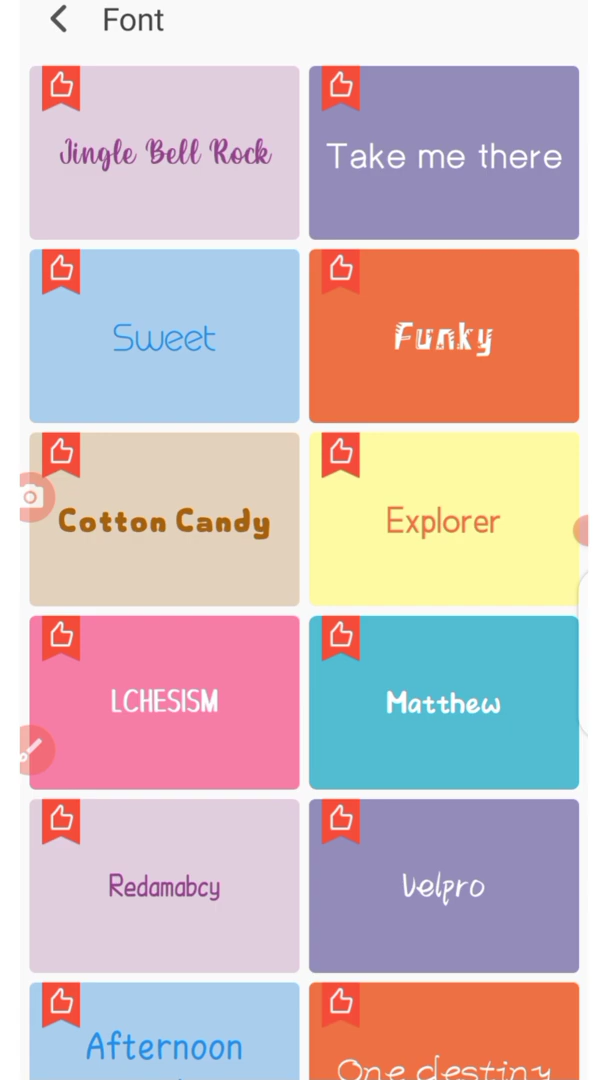 Font
Jingle Bell Rock
Take me there
Sweet
Funky
Cotton Candy
Explorer
LCHESISM
Matthew
Redamabcy
Velpro
Afternoon
One destiny